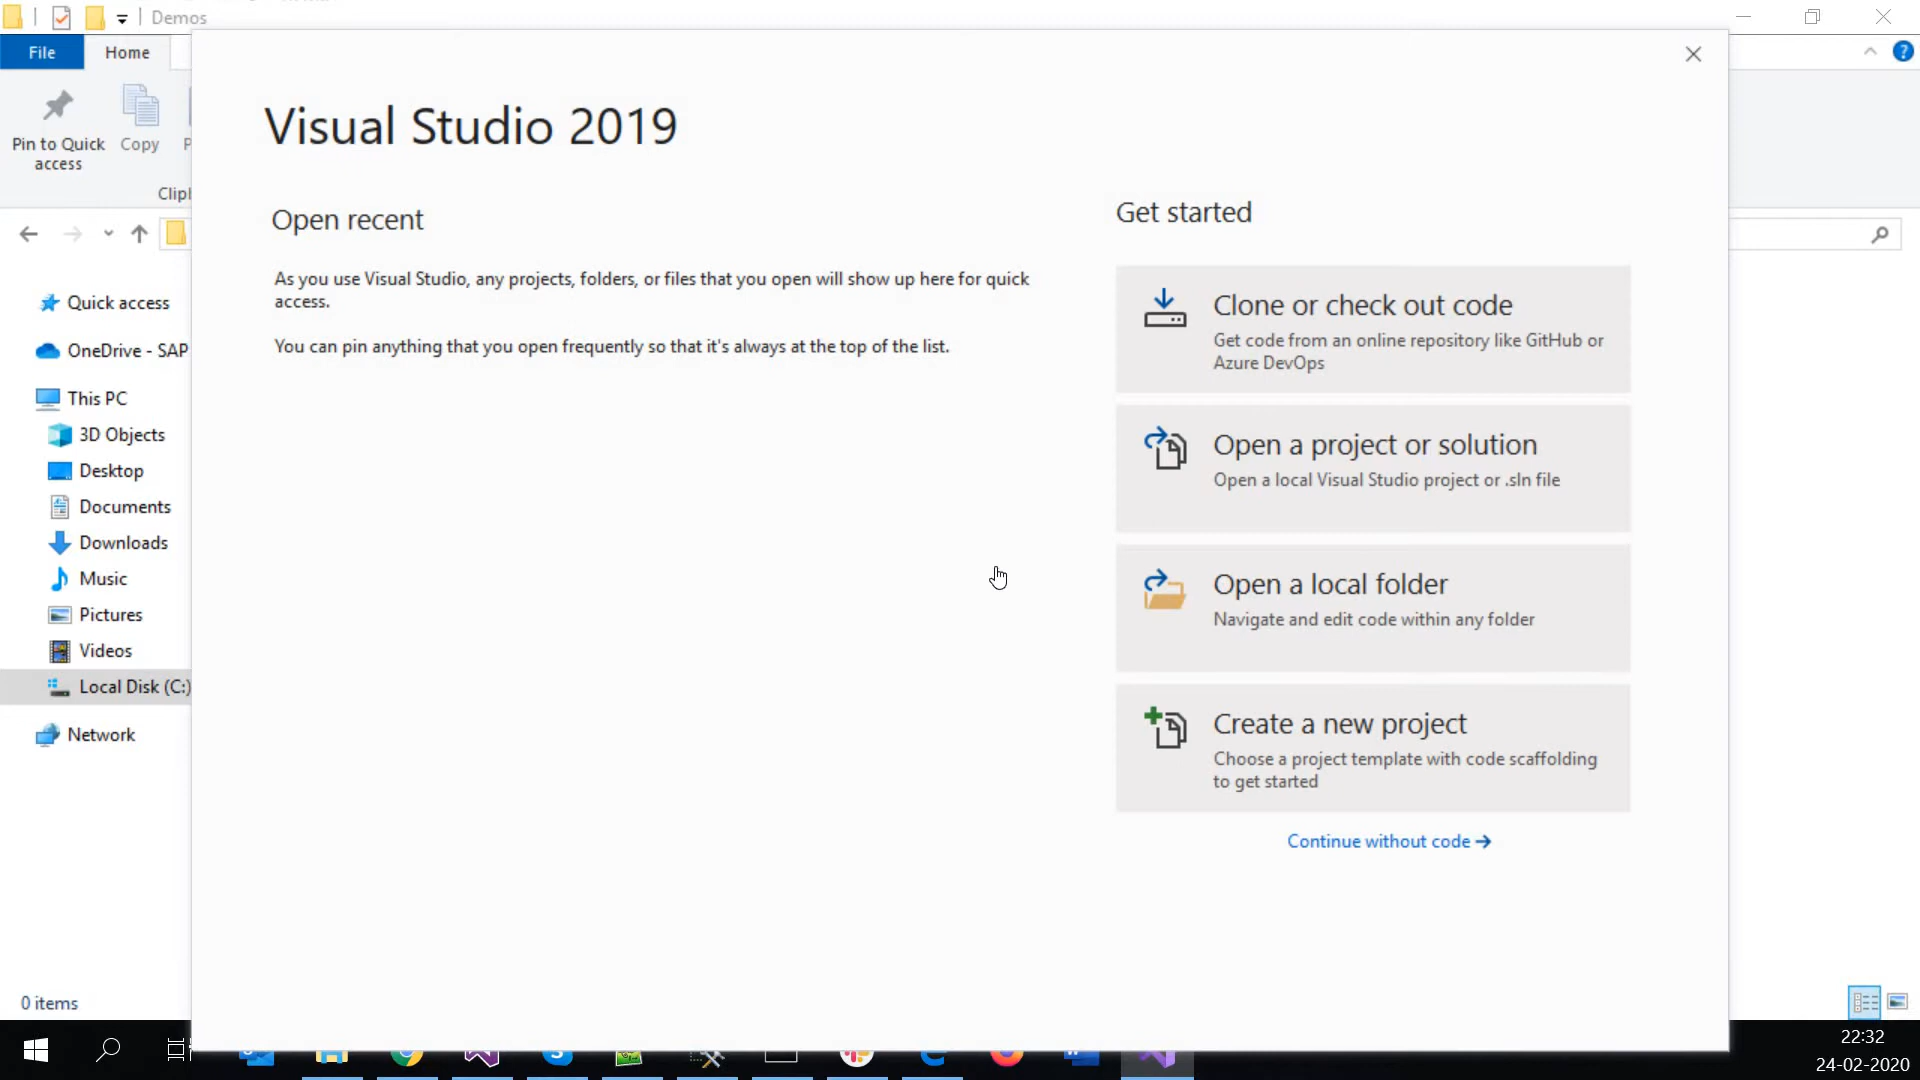 Demos
File
Home
Pin to Quick
access
Copy
Visual Studio 2019
Open recent
As you use Visual Studio, any projects, folders, or files that you open will show up here for quick
access.
You can pin anything that you open frequently so that it's always at the top of the list.
Get started
Clone or check out code
Get code from an online repository like GitHub or
Azure DevOps
Open a project or solution
Open a local Visual Studio project or .sln file
Open a local folder
Navigate and edit code within any folder
Create a new project
Choose a project template with code scaffolding
to get started
Continue without code
Quick access
OneDrive - SAP
This PC
3D Objects
Desktop
Documents
Downloads
Music
Pictures
Videos
Local Disk (C:)
Network
0 items
22:32
24-02-2020